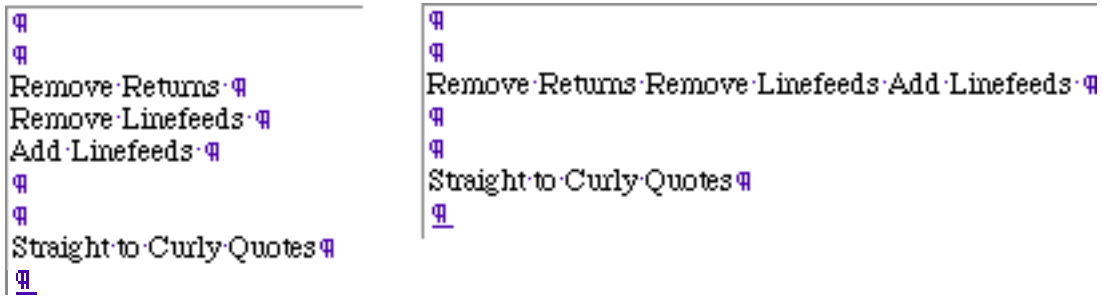 ¶
¶
Remove·Returns·¶
Remove·Linefeeds·¶
Add·Linefeeds·¶
¶
¶
Straight·to·Curly·Quotes¶
¶
¶
¶
Remove·Returns·Remove·Linefeeds·Add·Linefeeds·¶
¶
¶
Straight·to·Curly·Quotes¶
¶